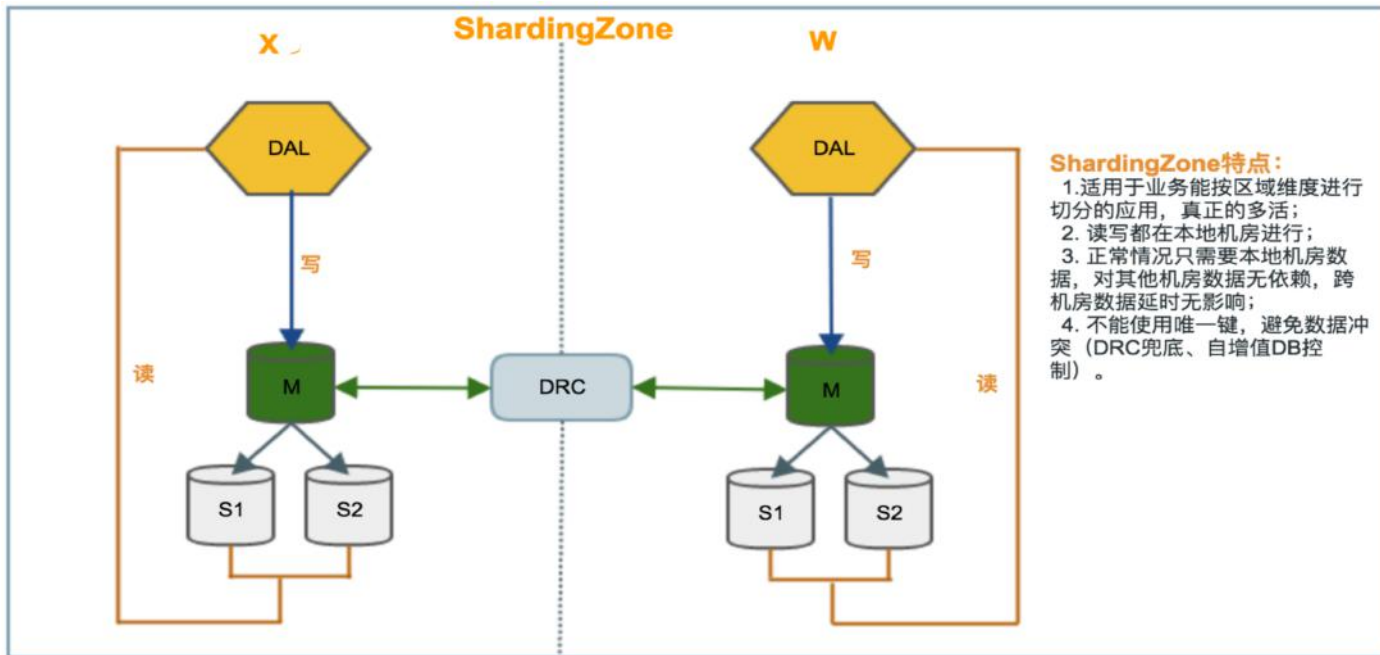 ShardingZone
X
W
DAL
DAL
写
写
读
读
M
DRC
M
S1
S2
S1
S2
ShardingZone特点：
1.适用于业务能按区域维度进行
切分的应用，真正的多活；
2. 读写都在本地机房进行；
3. 正常情况只需要本地机房数
据，对其他机房数据无依赖，跨
机房数据延时无影响；
4. 不能使用唯一键，避免数据冲
突（DRC兜底、自增值DB控
制）。